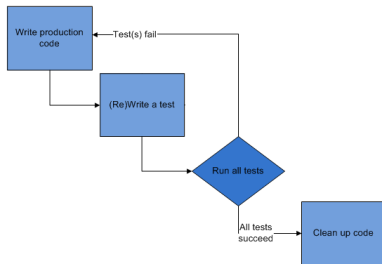 Write production
code
Test(s) fail
(Re)Write a test
Run all tests
All tests
succeed
Clean up code